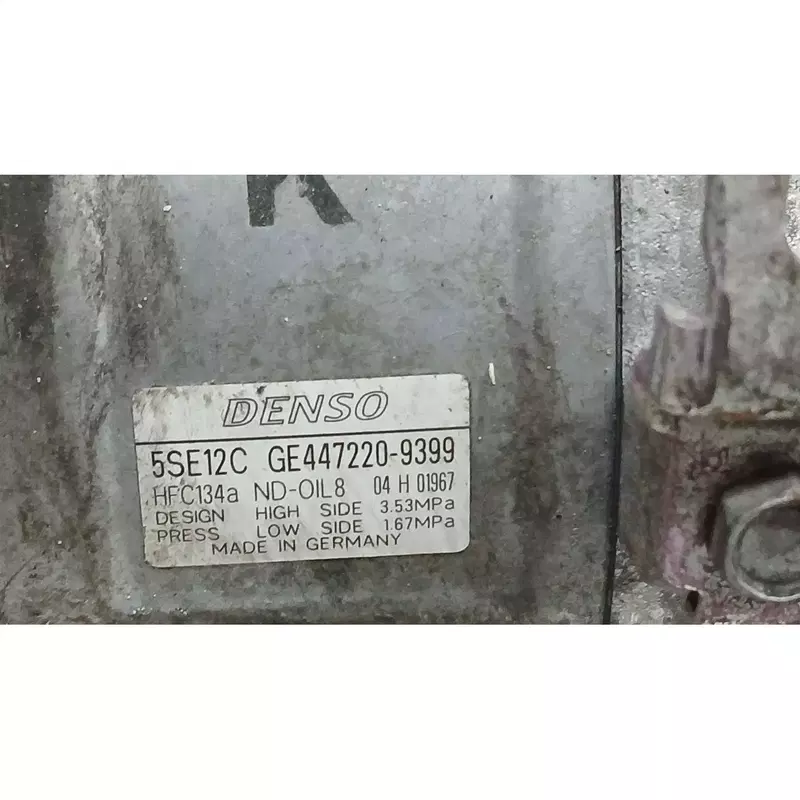 K
DENSO
5SE12C GE447220-9399
HFC134a ND-OIL8 04 H 01967
DESIGN HIGH SIDE 3.53MPa
PRESS LOW SIDE 1.67MPa
MADE IN GERMANY